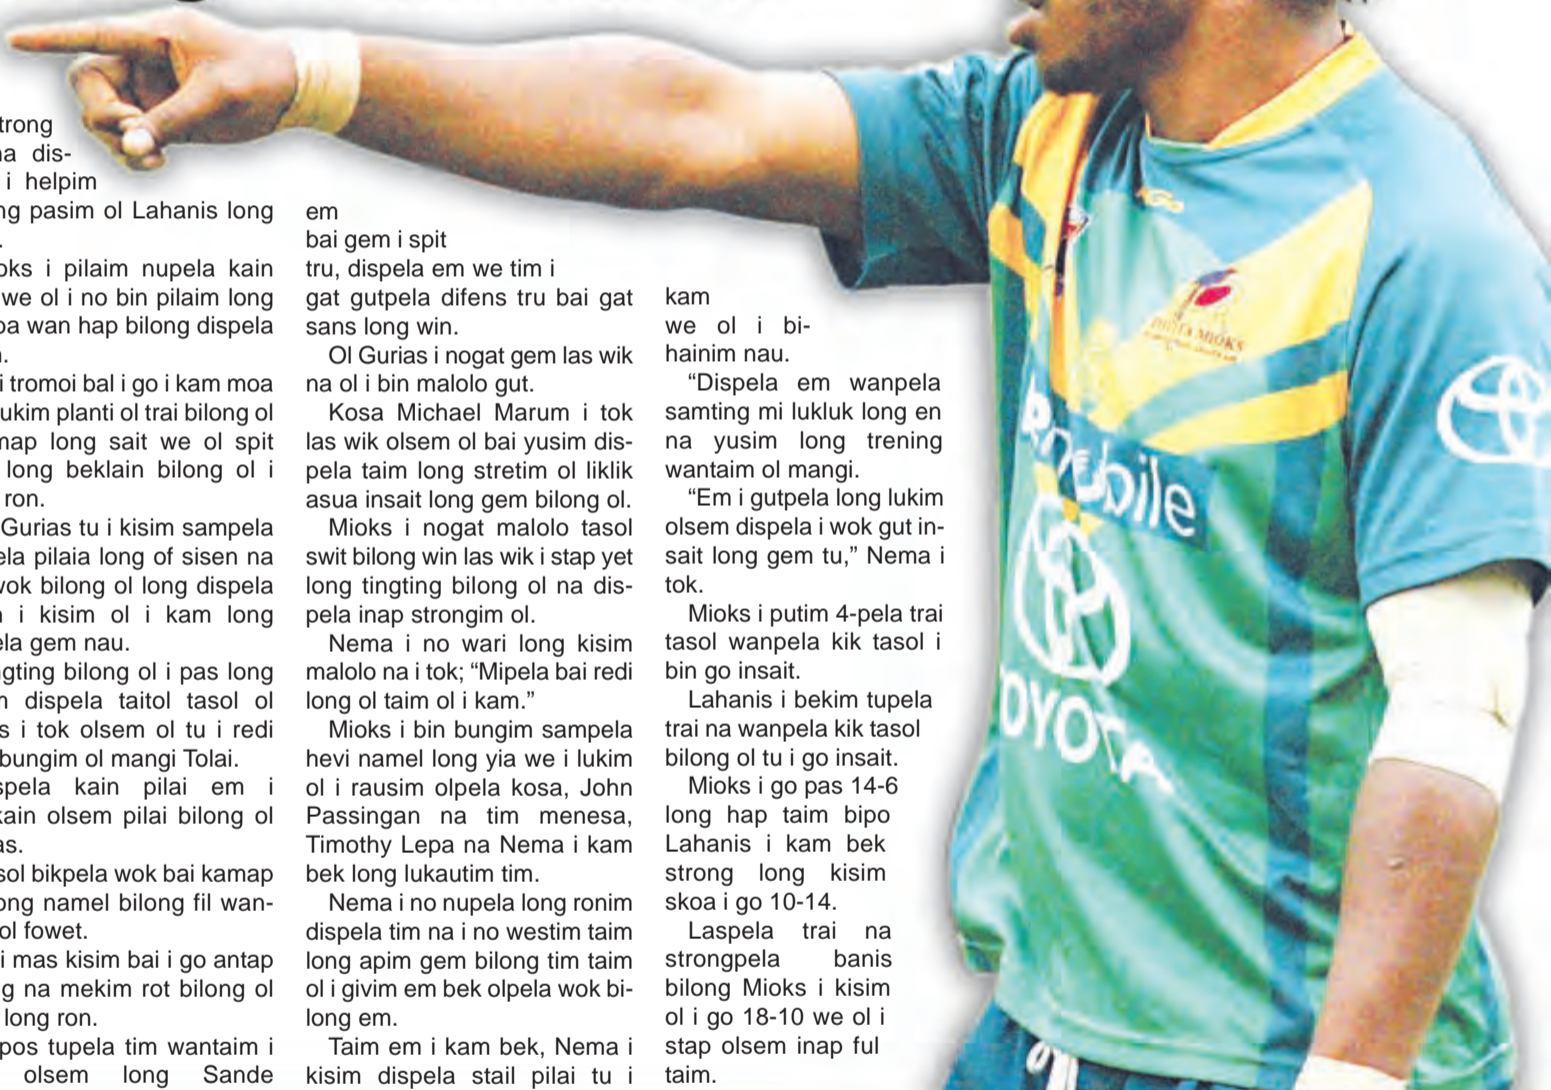 trong
na dis-
i helpim
ng pasim ol Lahanis long
oks i pilaim nupela kain
we ol i no bin pilaim long
oa wan hap bilong dispela
i tromoi bal i go i kam moa
lukim planti ol trai bilong ol
map long sait we ol spit
long beklain bilong ol i
ron.
Gurias tu i kisim sampela
ela pilaia long of sisen na
wok bilong ol long dispela
i kisim ol i kam long
ela gem nau.
gting bilong ol i pas long
dispela taitol tasol ol
s i tok olsem ol tu i redi
bungim ol mangi Tolai.
spela kain pilai em i
kain olsem pilai bilong ol
as.
sol bikpela wok bai kamap
ong namel bilong fil wan-
ol fowet.
i mas kisim bai i go antap
g na mekim rot bilong ol
long ron.
pos tupela tim wantaim i
olsem long Sande
em
bai gem i spit
tru, dispela em we tim i
gat gutpela difens tru bai gat
sans long win.
Ol Gurias i nogat gem las wik
na ol i bin malolo gut.
Kosa Michael Marum i tok
las wik olsem ol bai yusim dis-
pela taim long stretim ol liklik
asua insait long gem bilong ol.
Mioks i nogat malolo tasol
swit bilong win las wik i stap yet
long tingting bilong ol na dis-
pela inap strongim ol.
Nema i no wari long kisim
malolo na i tok; “Mipela bai redi
long ol taim ol i kam.”
Mioks i bin bungim sampela
hevi namel long yia we i lukim
ol i rausim olpela kosa, John
Passingan na tim menesa,
Timothy Lepa na Nema i kam
bek long lukautim tim.
Nema i no nupela long ronim
dispela tim na i no westim taim
long apim gem bilong tim taim
ol i givim em bek olpela wok bi-
long em.
Taim em i kam bek, Nema i
kisim dispela stail pilai tu i
kam
we ol i bi-
hainim nau.
“Dispela em wanpela
samting mi lukluk long en
na yusim long trening
wantaim ol mangi.
“Em i gutpela long lukim
olsem dispela i wok gut in-
sait long gem tu,” Nema i
tok.
Mioks i putim 4-pela trai
tasol wanpela kik tasol i
bin go insait.
Lahanis i bekim tupela
trai na wanpela kik tasol
bilong ol tu i go insait.
Mioks i go pas 14-6
long hap taim bipo
Lahanis i kam bek
strong long kisim
skoa i go 10-14.
Laspela trai na
strongpela banis
bilong Mioks i kisim
ol i go 18-10 we ol i
stap olsem inap ful
taim.
MIOKS
TOYOTA